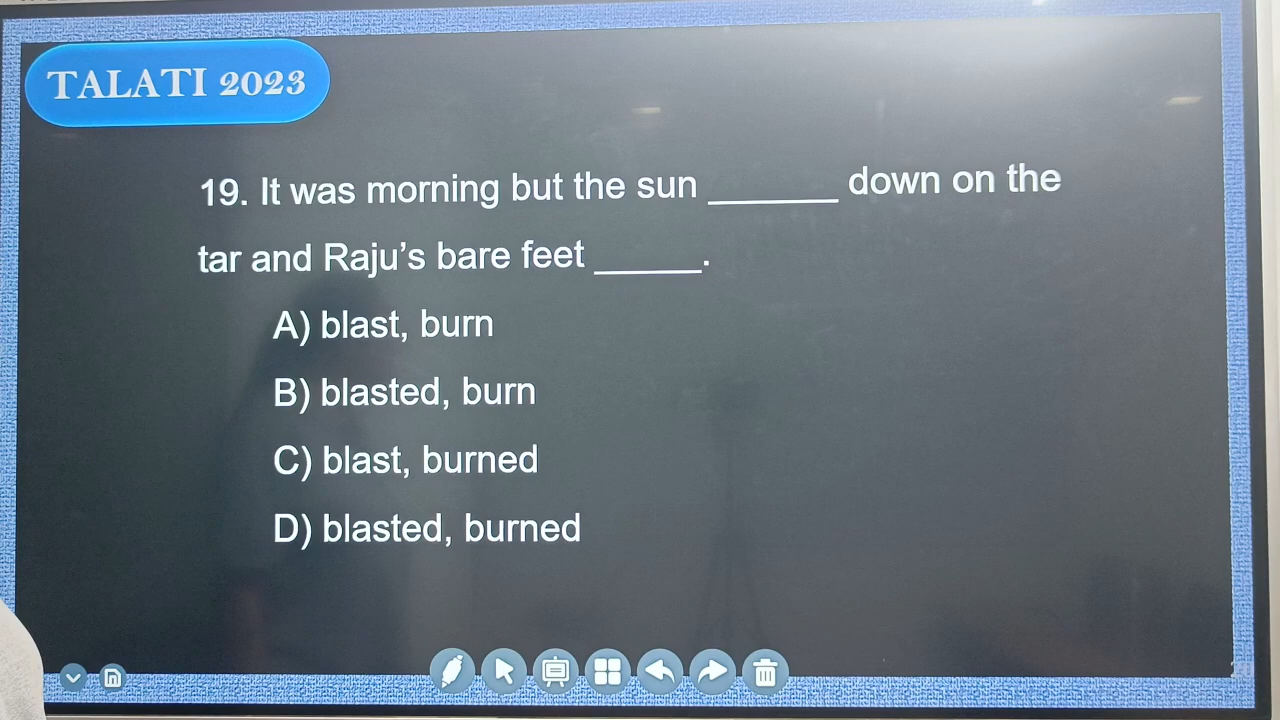 TALATI 2023
19. It was morning but the sun ______ down on the
tar and Raju’s bare feet _____.
A) blast, burn
B) blasted, burn
C) blast, burned
D) blasted, burned